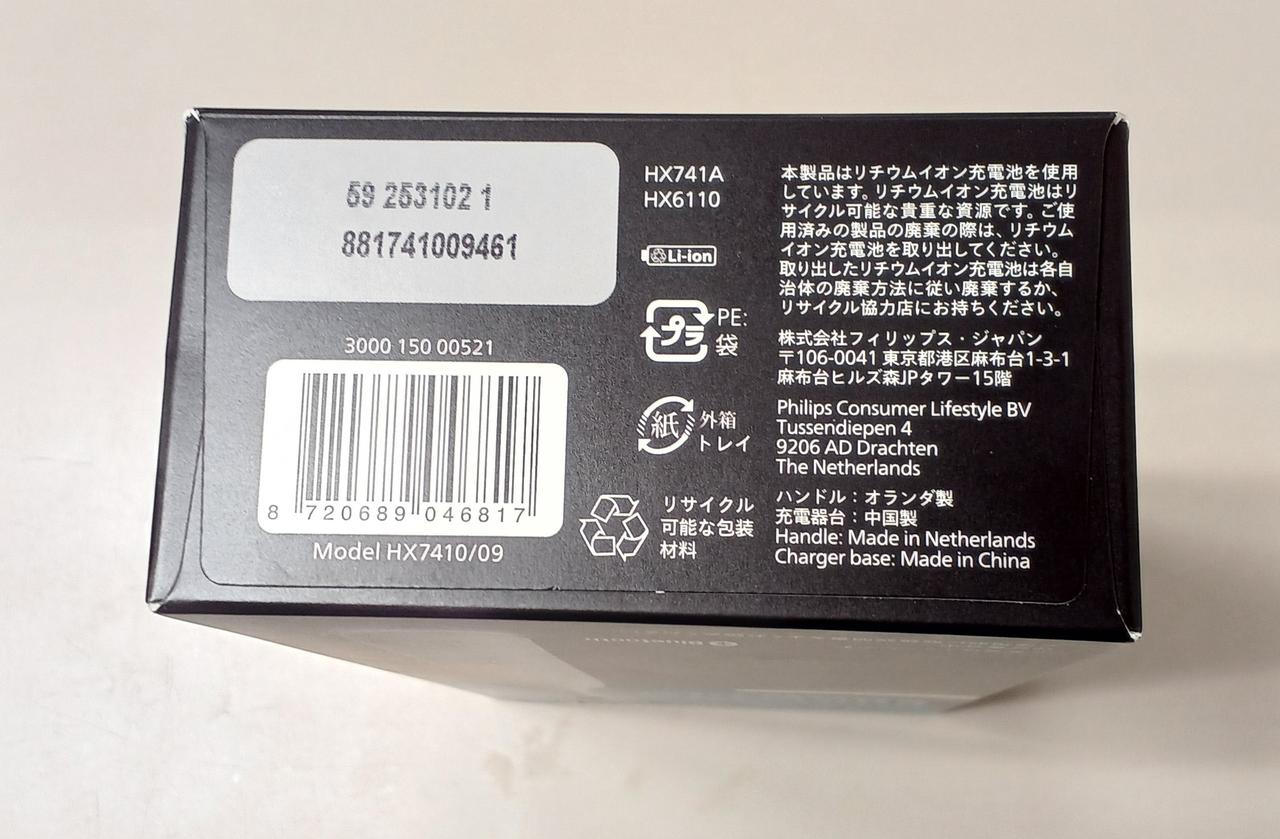 59 253102 1
881741009461
3000 150 00521
8 720689 046817
Model HX7410/09
HX741A
HX6110
Li-ion
プラ
PE:
袋
紙
外箱
トレイ
リサイクル
可能な包装
材料
本製品はリチウムイオン充電池を使用
しています。リチウムイオン充電池はリ
サイクル可能な貴重な資源です。ご使
用済みの製品の廃棄の際は、リチウム
イオン充電池を取り出してください。
取り出したリチウムイオン充電池は各自
治体の廃棄方法に従い廃棄するか、
リサイクル協力店にお持ちください。
株式会社フィリップス・ジャパン
〒106-0041 東京都港区麻布台1-3-1
麻布台ヒルズ森JPタワー15階
Philips Consumer Lifestyle BV
Tussendiepen 4
9206 AD Drachten
The Netherlands
ハンドル：オランダ製
充電器台：中国製
Handle: Made in Netherlands
Charger base: Made in China